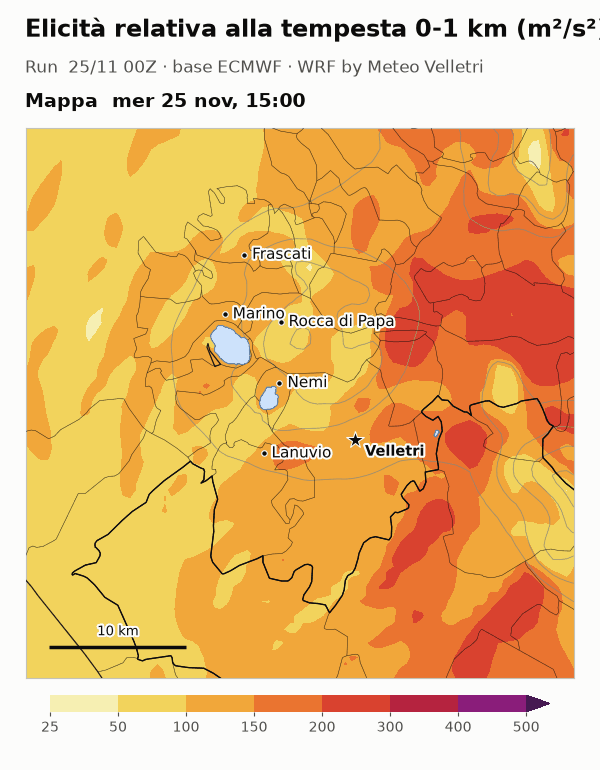 Elicità relativa alla tempesta 0-1 km (m²/s²)
Run  25/11 00Z · base ECMWF · WRF by Meteo Velletri
Mappa  mer 25 nov, 15:00
Frascati
Marino
Rocca di Papa
Nemi
Velletri
Lanuvio
10 km
25 50 100 150 200 300 400 500